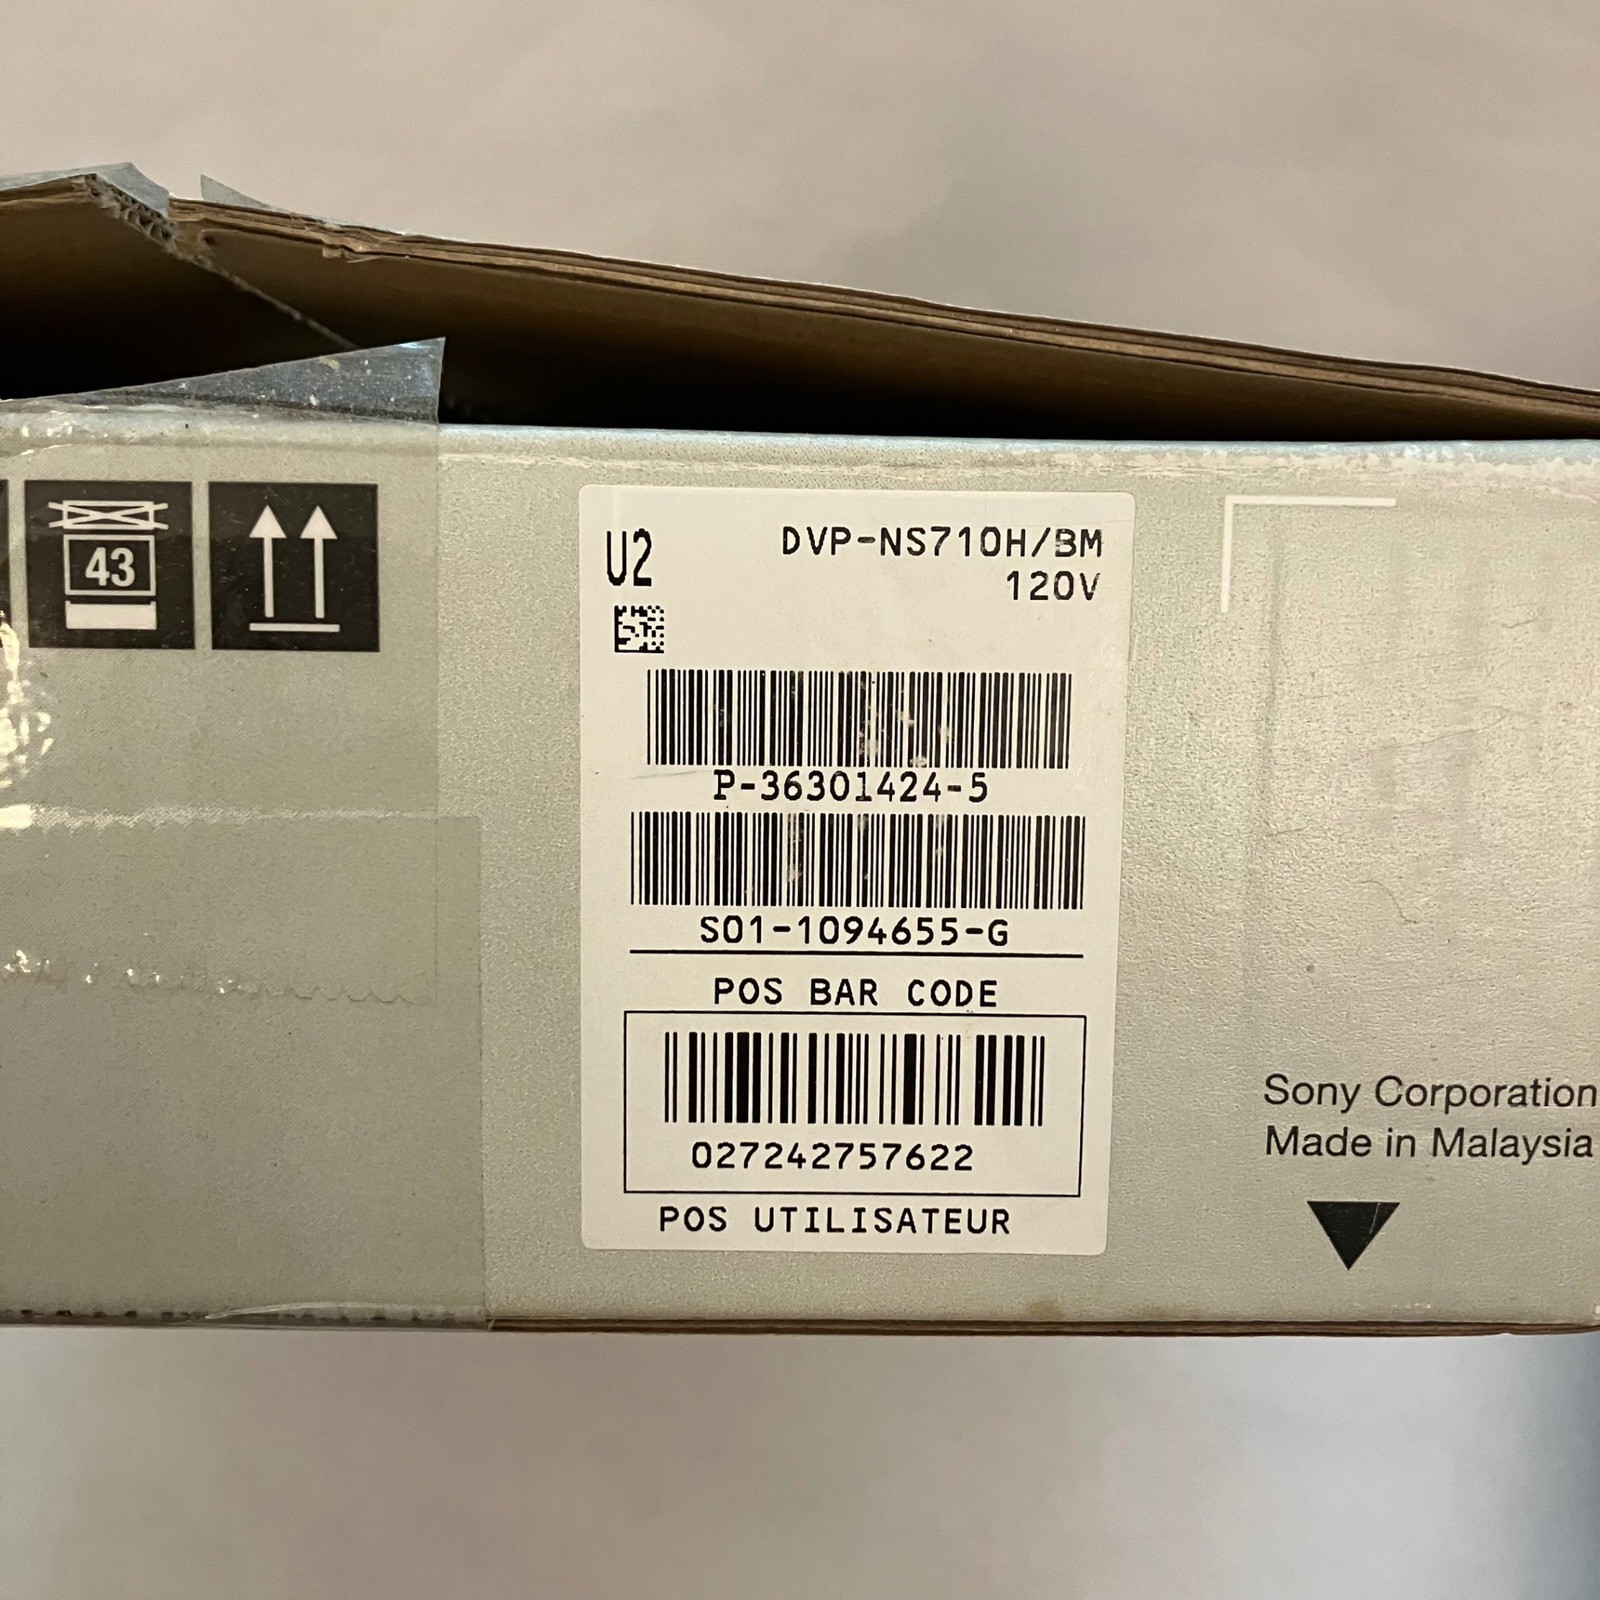 43
U2
DVP-NS710H/BM
120V
P-36301424-5
S01-1094655-G
POS BAR CODE
027242757622
POS UTILISATEUR
Sony Corporation
Made in Malaysia